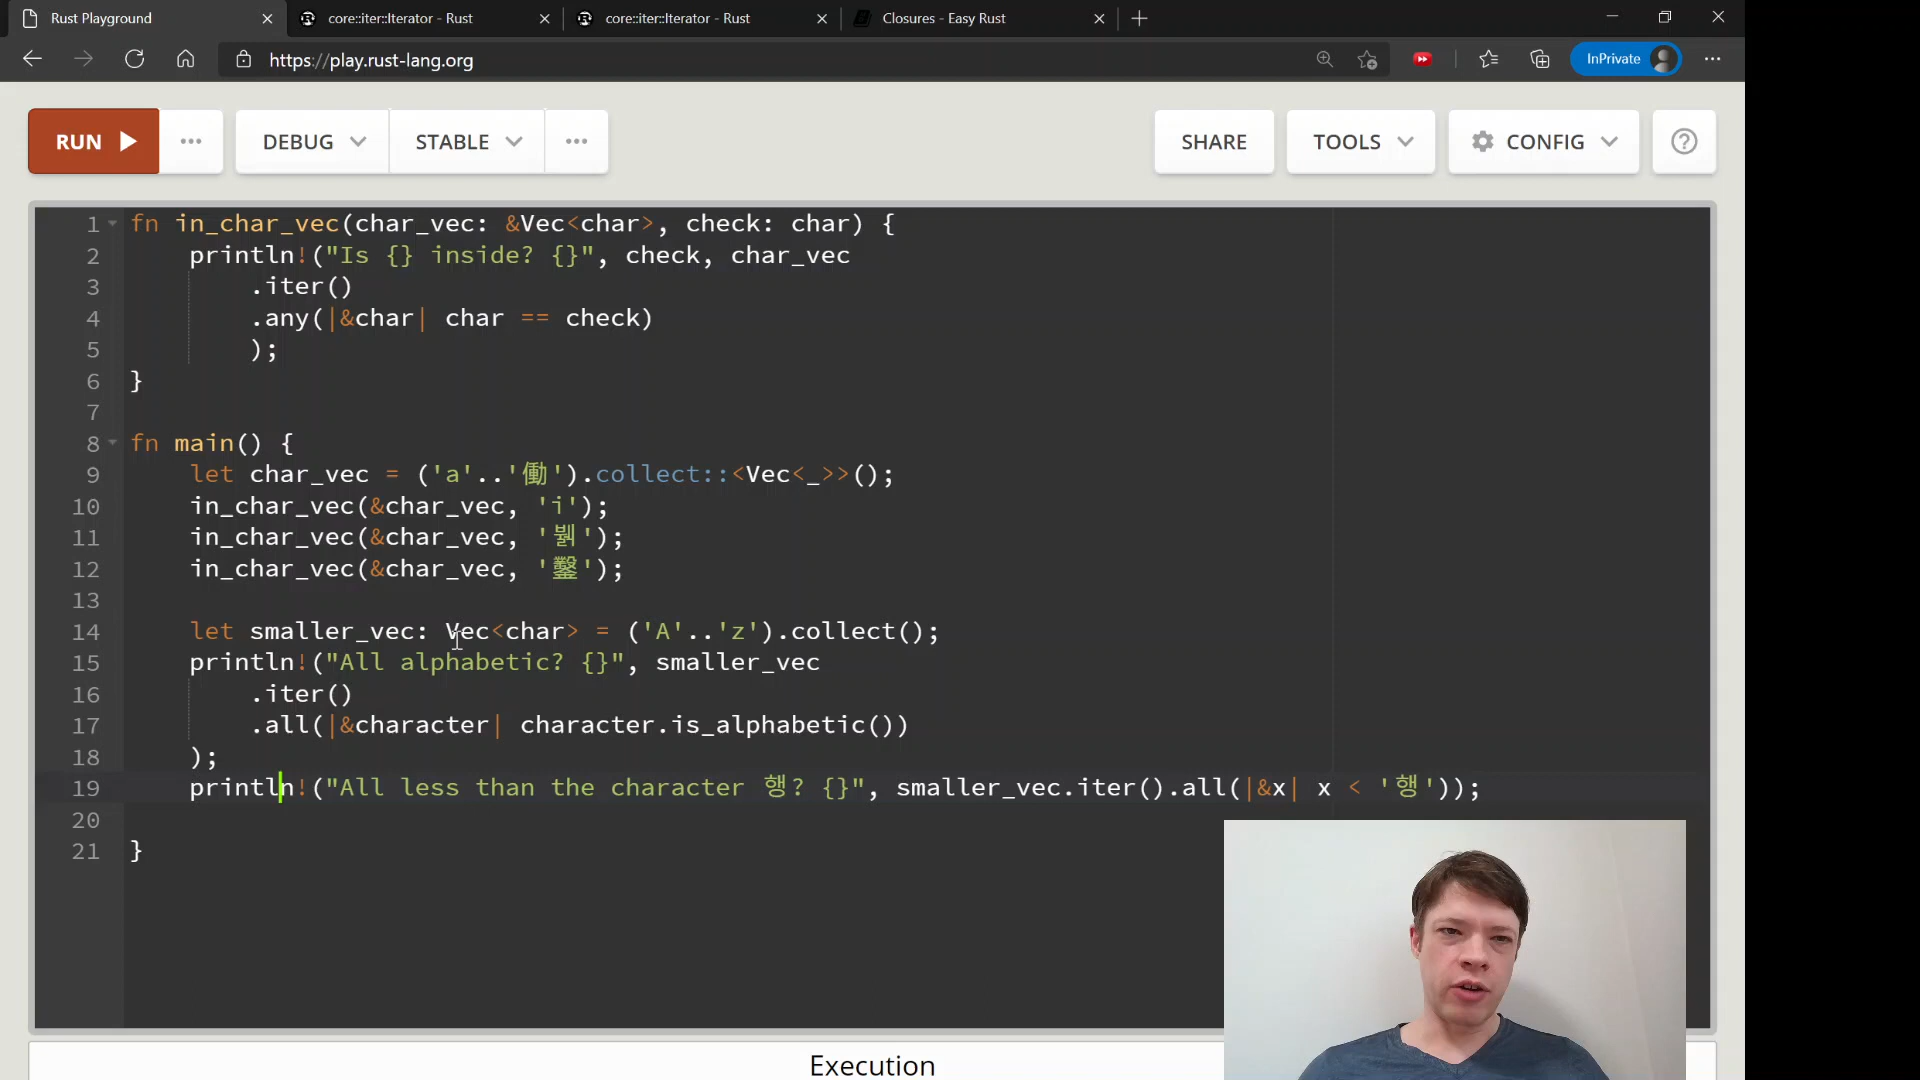 Rust Playground
core::iter::Iterator - Rust
core::iter::Iterator - Rust
Closures - Easy Rust
https://play.rust-lang.org
InPrivate
RUN
DEBUG
STABLE
SHARE
TOOLS
CONFIG
1 fn in_char_vec(char_vec: &Vec<char>, check: char) {
2     println!("Is {} inside? {}", check, char_vec
3         .iter()
4         .any(|&char| char == check)
5         );
6 }
7
8 fn main() {
9     let char_vec = ('a'..'働').collect::<Vec<_>>();
10     in_char_vec(&char_vec, 'i');
11     in_char_vec(&char_vec, '뷁');
12     in_char_vec(&char_vec, '鑿');
13
14     let smaller_vec: Vec<char> = ('A'..'z').collect();
15     println!("All alphabetic? {}", smaller_vec
16         .iter()
17         .all(|&character| character.is_alphabetic())
18     );
19     println!("All less than the character 행? {}", smaller_vec.iter().all(|&x| x < '행'));
20
21 }
Execution